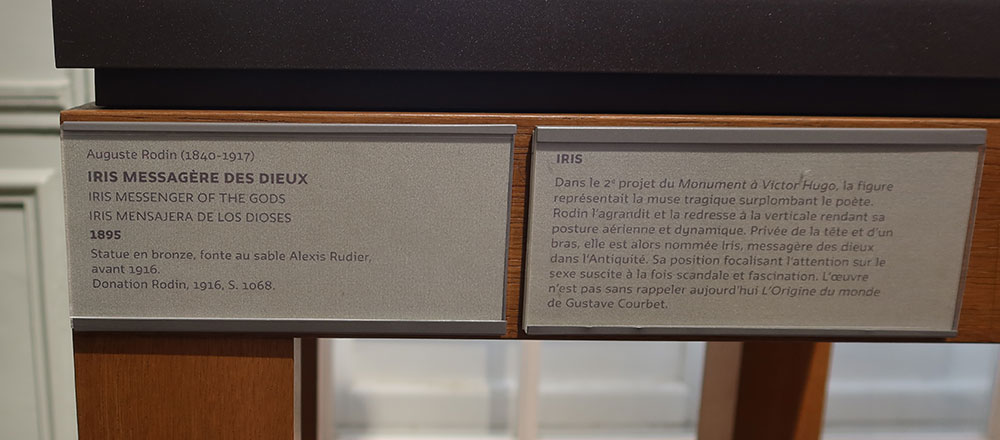 Auguste Rodin (1840-1917)
IRIS MESSAGÈRE DES DIEUX
IRIS MESSENGER OF THE GODS
IRIS MENSAJERA DE LOS DIOSES
1895
Statue en bronze, fonte au sable Alexis Rudier,
avant 1916.
Donation Rodin, 1916, S. 1068.
IRIS
Dans le 2e projet du Monument à Victor Hugo, la figure
représentait la muse tragique surplombant le poète.
Rodin l'agrandit et la redresse à la verticale rendant sa
posture aérienne et dynamique. Privée de la tête et d'un
bras, elle est alors nommée Iris, messagère des dieux
dans l'Antiquité. Sa position focalisant l'attention sur le
sexe suscite à la fois scandale et fascination. L'œuvre
n'est pas sans rappeler aujourd'hui L'Origine du monde
de Gustave Courbet.